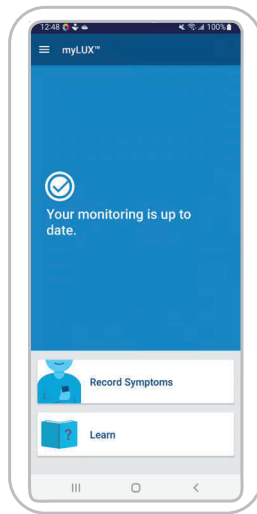 12:48 100%
myLUX™
Your monitoring is up to
date.
Record Symptoms
?
Learn